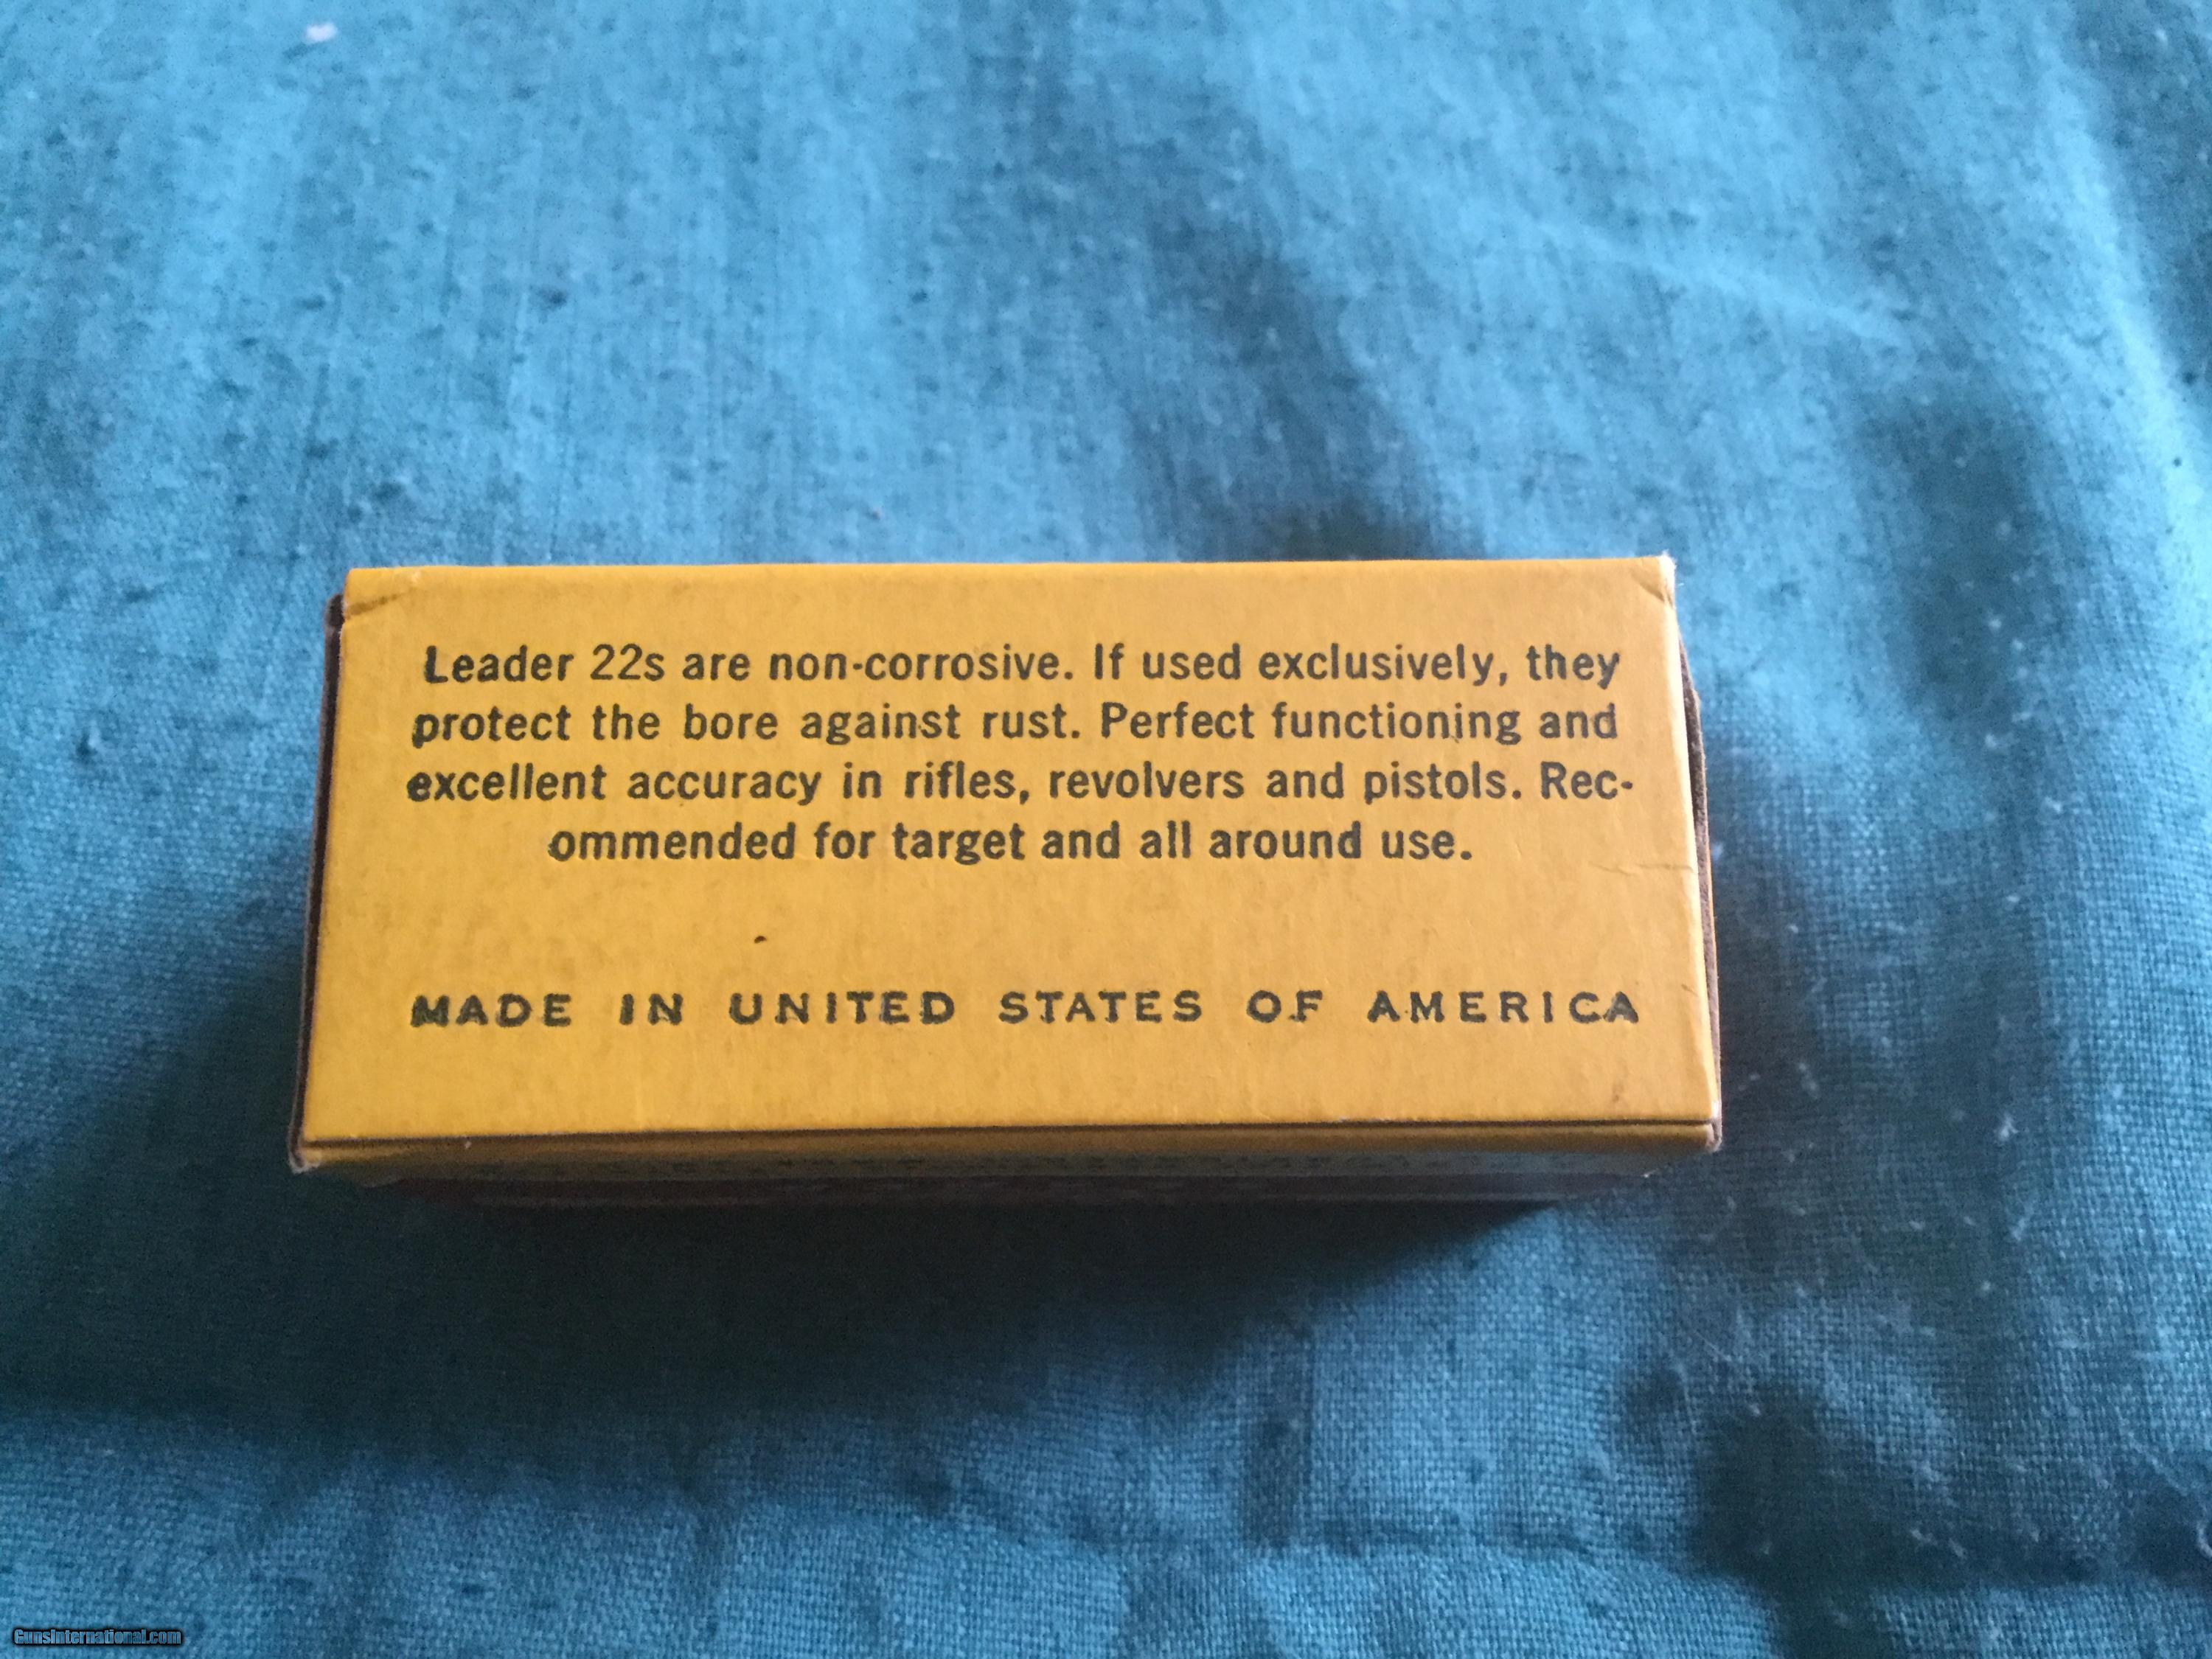 Leader 22s are non-corrosive. If used exclusively, they
protect the bore against rust. Perfect functioning and
excellent accuracy in rifles, revolvers and pistols. Rec-
ommended for target and all around use.
MADE IN UNITED STATES OF AMERICA
GunsInternational.com